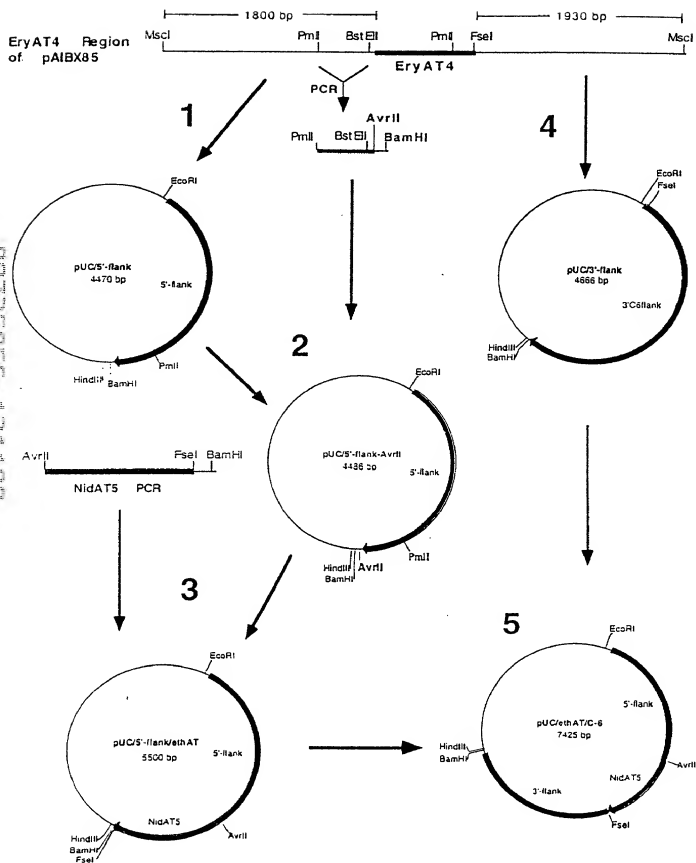 1800 bp
1930 bp
EryAT4 Region
of pAIBX85
MscI
PmlI
BstEII
PmlI
FseI
MscI
EryAT4
PCR
AvrII
PmlI
BstEII
BamHI
1
4
EcoRI
pUC/5'-flank
4470 bp
5'-flank
HindIII
BamHI
PmlI
EcoRI
FseI
pUC/3'-flank
4666 bp
3'C6flank
HindIII
BamHI
2
EcoRI
pUC/5'-flank-AvrII
4486 bp
5'-flank
HindIII
BamHI
AvrII
PmlI
AvrII
FseI
BamHI
NidAT5 PCR
3
EcoRI
pUC/5'-flank/ethAT
5500 bp
5'-flank
NidAT5
HindIII
BamHI
FseI
AvrII
5
EcoRI
pUC/ethAT/C-6
7425 bp
5'-flank
HindIII
BamHI
3'-flank
NidAT5
AvrII
FseI